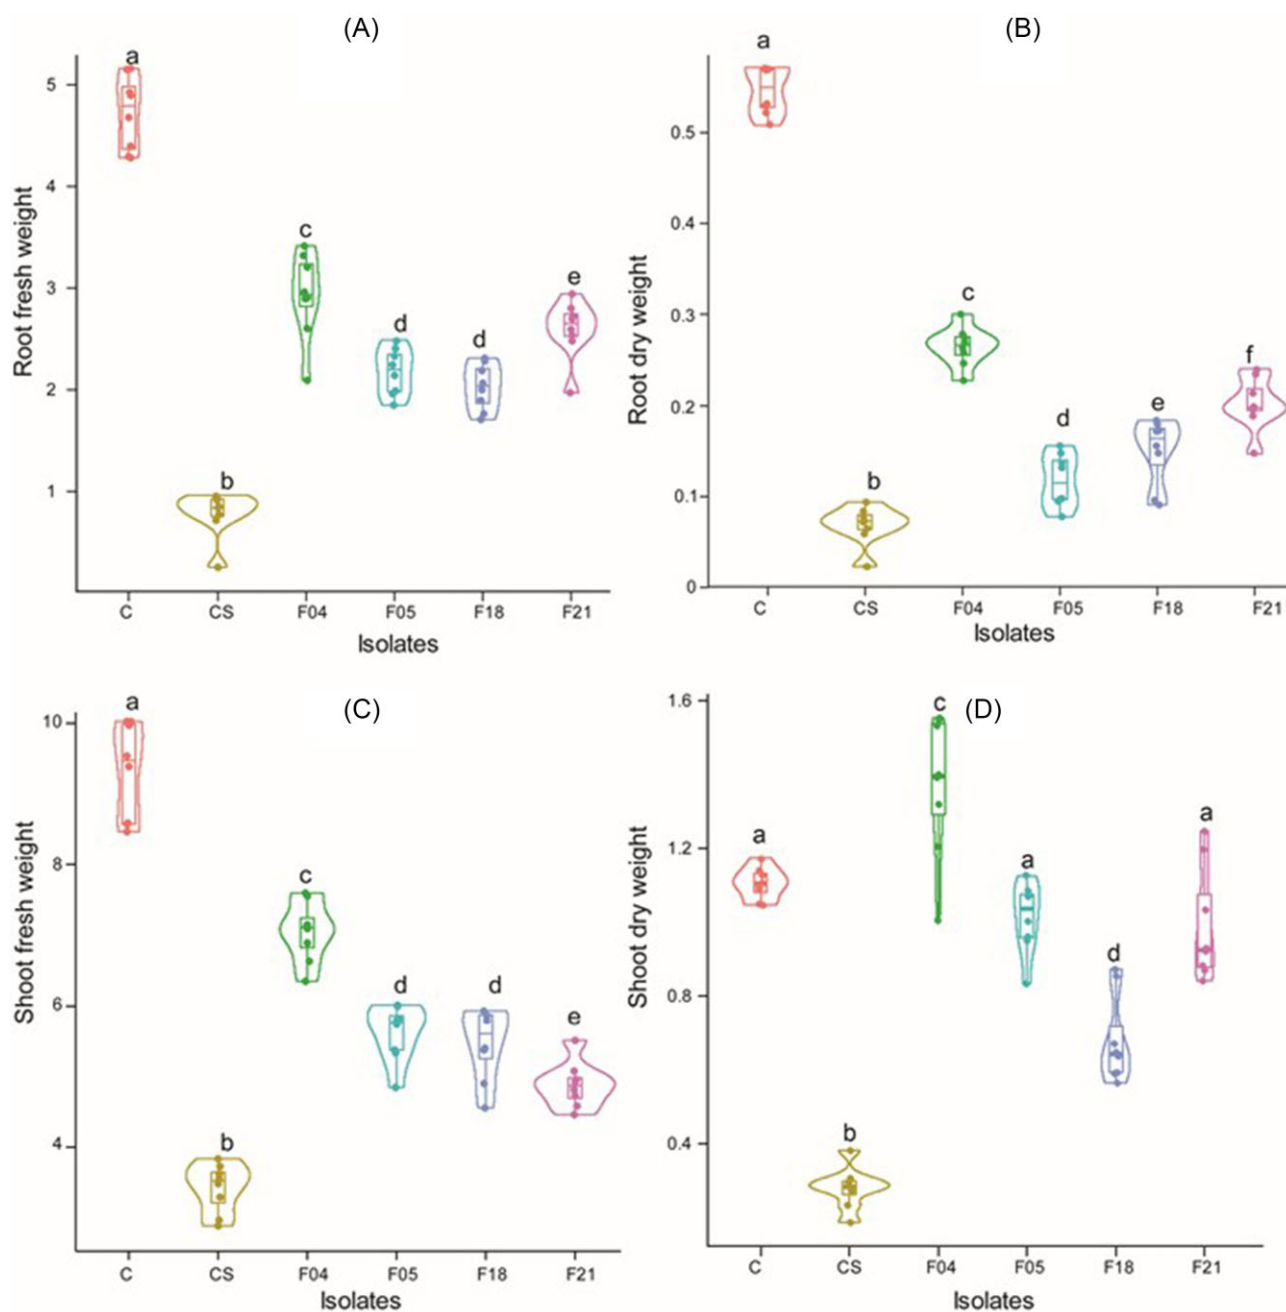 (A)
a
5
4
3
2
1
Root fresh weight
b
c
d
d
e
C CS F04 F05 F18 F21
Isolates
(B)
a
0.5
0.4
0.3
0.2
0.1
0
Root dry weight
b
c
d
e
f
C CS F04 F05 F18 F21
Isolates
(C)
a
10
8
6
4
Shoot fresh weight
b
c
d
d
e
C CS F04 F05 F18 F21
Isolates
(D)
1.6
1.2
0.8
0.4
Shoot dry weight
a
b
c
a
d
a
C CS F04 F05 F18 F21
Isolates